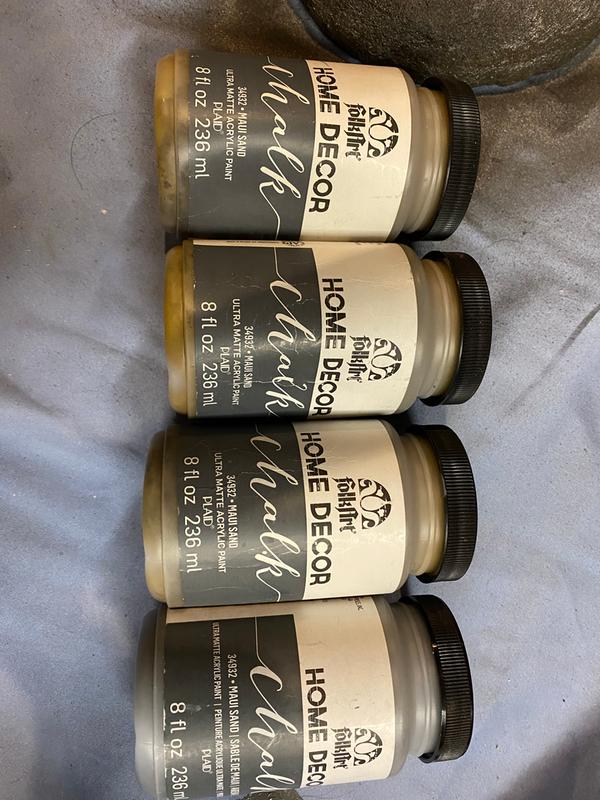 folkArt
HOME DECOR
chalk
34932 • MAUI SAND
ULTRA MATTE ACRYLIC PAINT
PLAID®
8 fl oz 236 ml
folkArt
HOME DECOR
chalk
34932 • MAUI SAND
ULTRA MATTE ACRYLIC PAINT
PLAID®
8 fl oz 236 ml
folkArt
HOME DECOR
chalk
34932 • MAUI SAND
ULTRA MATTE ACRYLIC PAINT
PLAID®
8 fl oz 236 ml
folkArt
HOME DECO
chalk
34932 • MAUI SAND | SABLE DE MAUI
ULTRA MATTE ACRYLIC PAINT | PEINTURE ACRYLIQUE
PLAID®
8 fl oz 236 ml